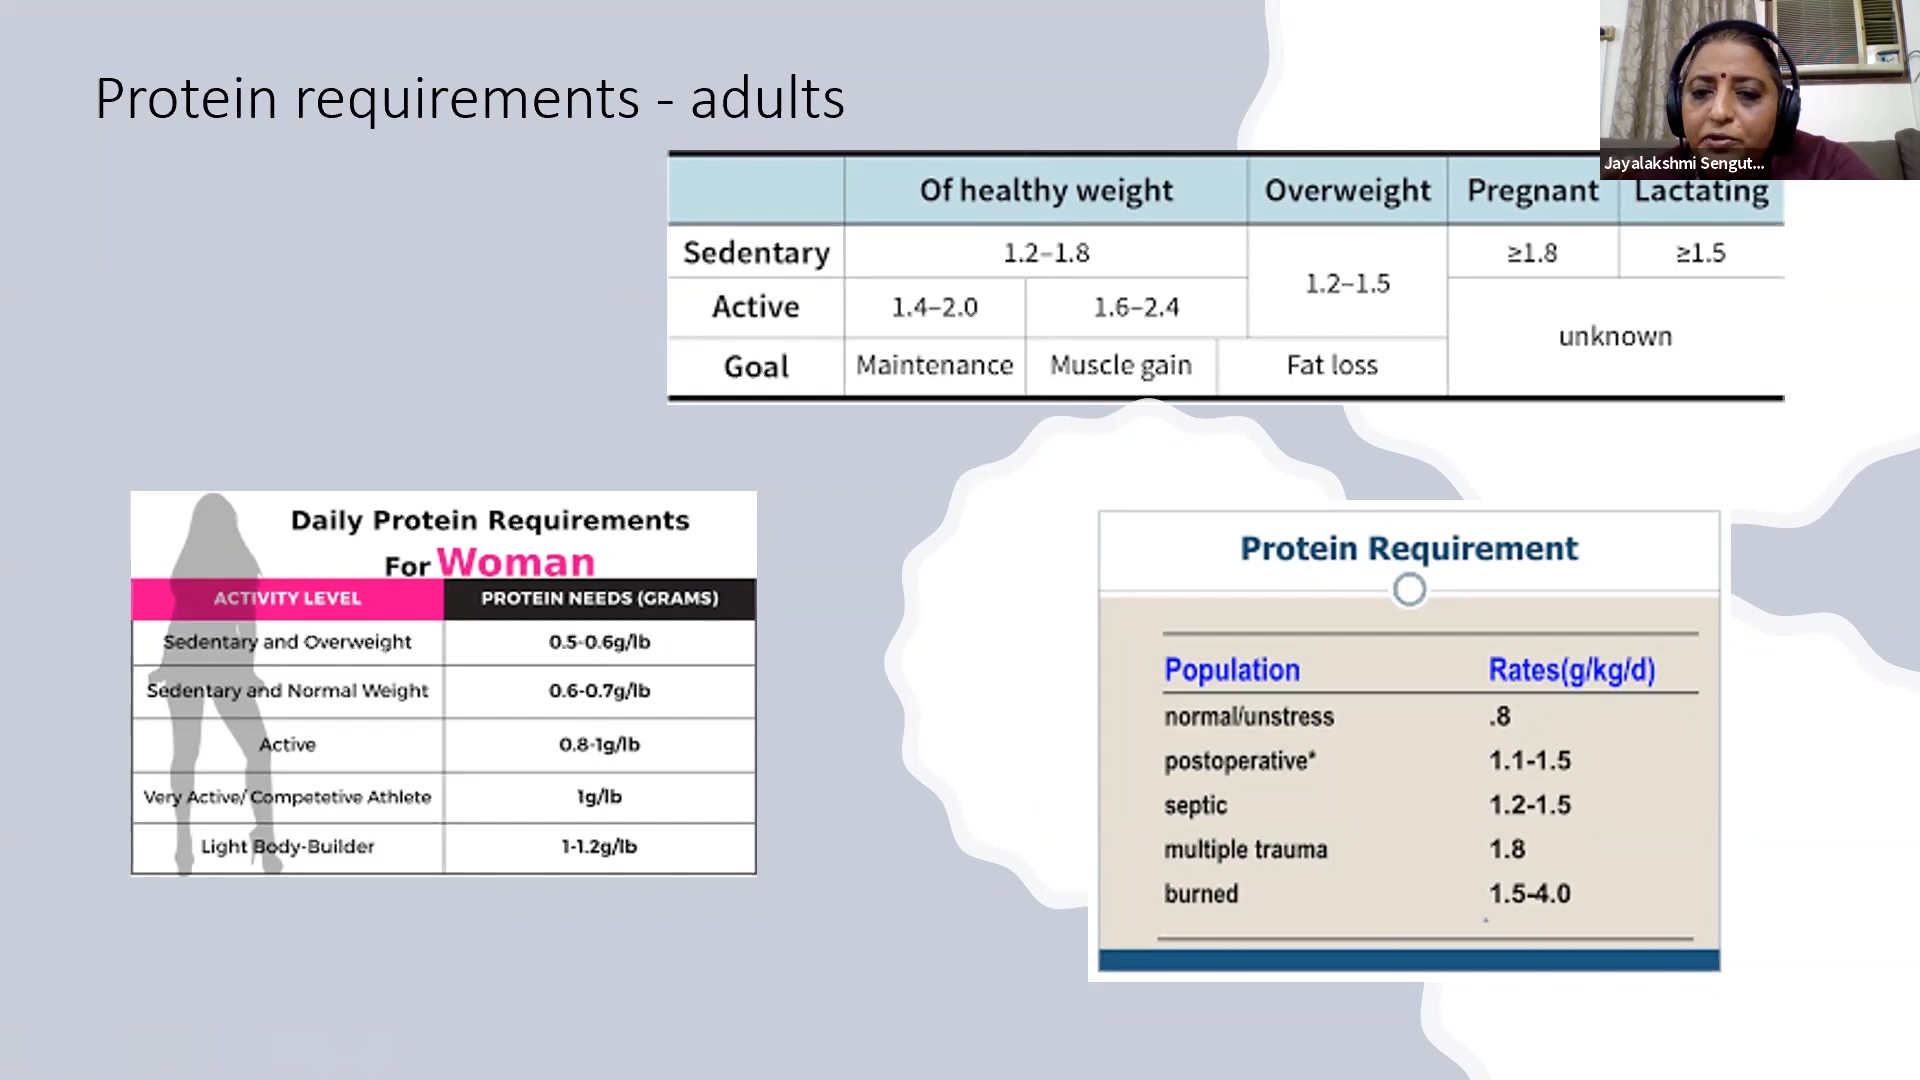 Protein requirements - adults
Jayalakshmi Sengut...
Of healthy weight Overweight Pregnant Lactating
Sedentary 1.2–1.8 1.2–1.5 ≥1.8 ≥1.5
Active 1.4–2.0 1.6–2.4 unknown
Goal Maintenance Muscle gain Fat loss
Daily Protein Requirements
For Woman
ACTIVITY LEVEL PROTEIN NEEDS (GRAMS)
Sedentary and Overweight 0.5-0.6g/lb
Sedentary and Normal Weight 0.6-0.7g/lb
Active 0.8-1g/lb
Very Active/ Competetive Athlete 1g/lb
Light Body-Builder 1-1.2g/lb
Protein Requirement
Population Rates(g/kg/d)
normal/unstress .8
postoperative* 1.1-1.5
septic 1.2-1.5
multiple trauma 1.8
burned 1.5-4.0